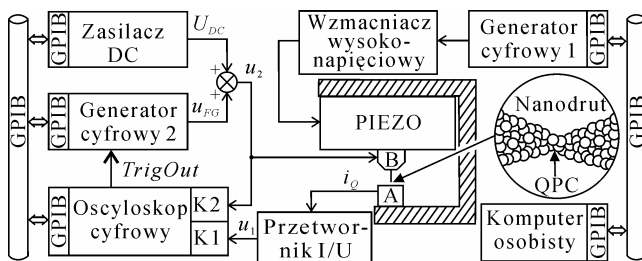 GPIB
GPIB
Zasilacz
DC
U_DC
+
+
u_2
GPIB
Generator
cyfrowy 2
u_FG
TrigOut
GPIB
Oscyloskop
cyfrowy
K2
K1
u_1
Przetwor-
nik I/U
i_Q
Wzmacniacz
wysoko-
napięciowy
Generator
cyfrowy 1
GPIB
GPIB
PIEZO
B
A
Nanodrut
QPC
Komputer
osobisty
GPIB